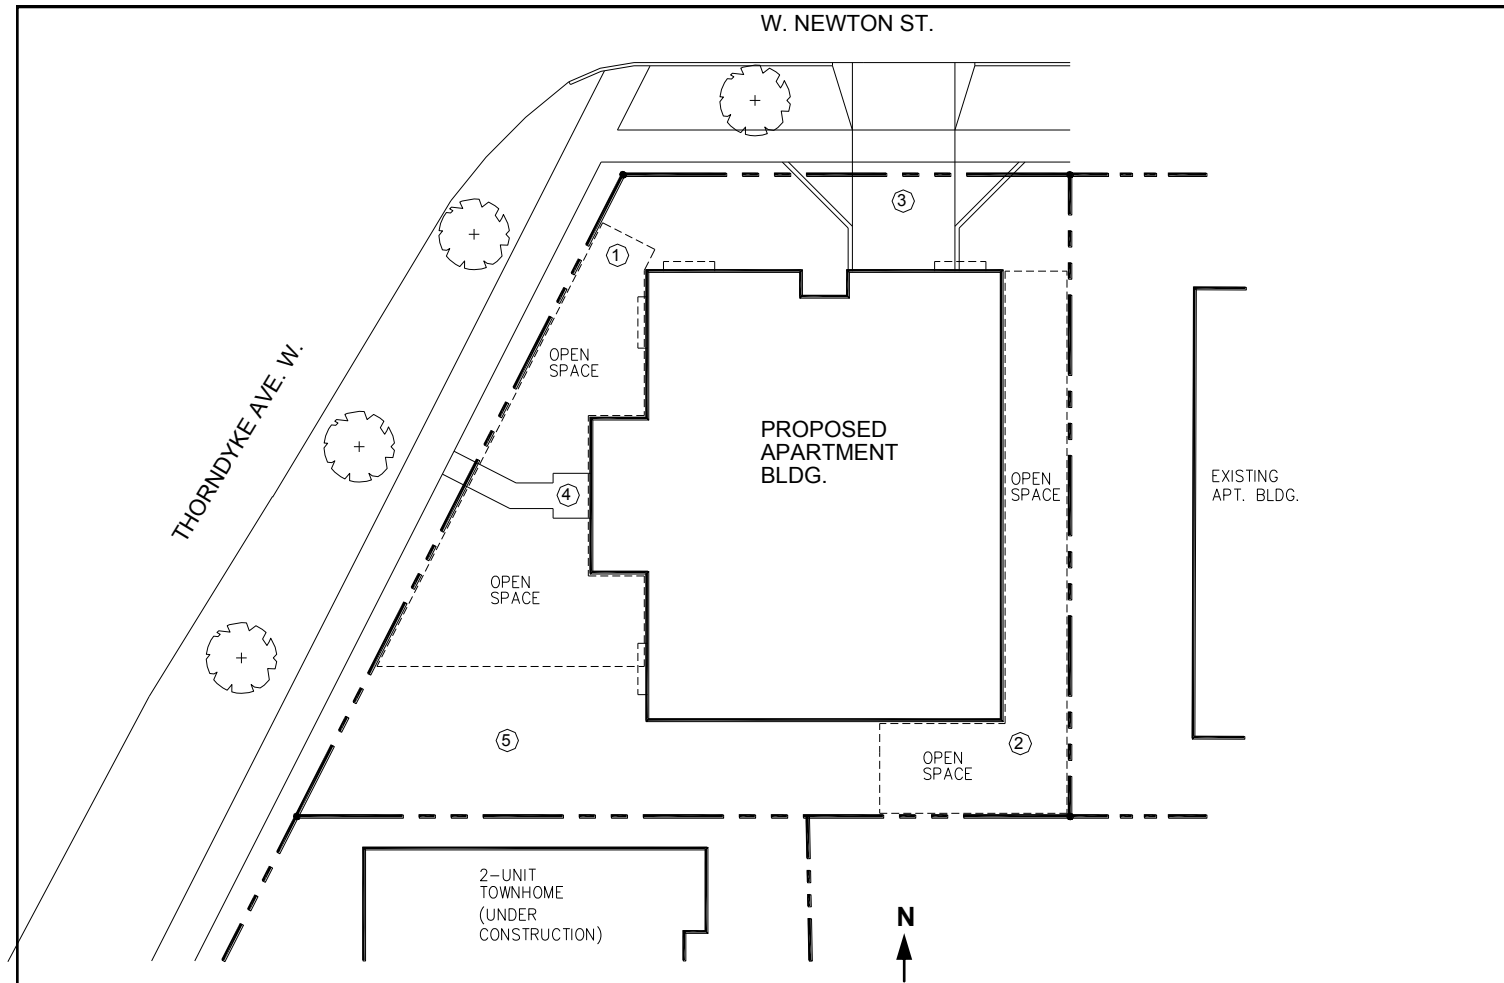 W. NEWTON ST.
3
1
OPEN
SPACE
THORNDYKE AVE. W.
PROPOSED
APARTMENT
BLDG.
OPEN
SPACE
EXISTING
APT. BLDG.
4
OPEN
SPACE
5
2
OPEN
SPACE
2-UNIT
TOWNHOME
(UNDER
CONSTRUCTION)
N